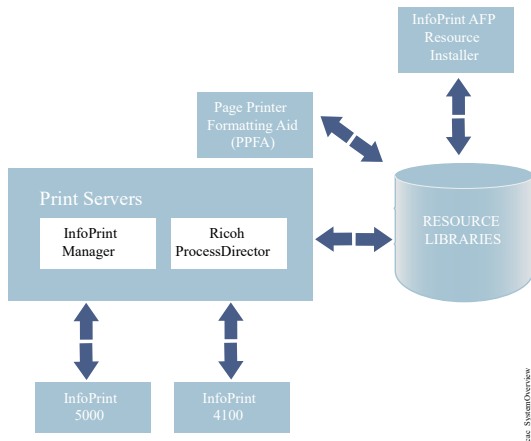 InfoPrint AFP
Resource
Installer
Page Printer
Formatting Aid
(PPFA)
Print Servers
InfoPrint
Manager
Ricoh
ProcessDirector
RESOURCE
LIBRARIES
InfoPrint
5000
InfoPrint
4100
SystemOverview